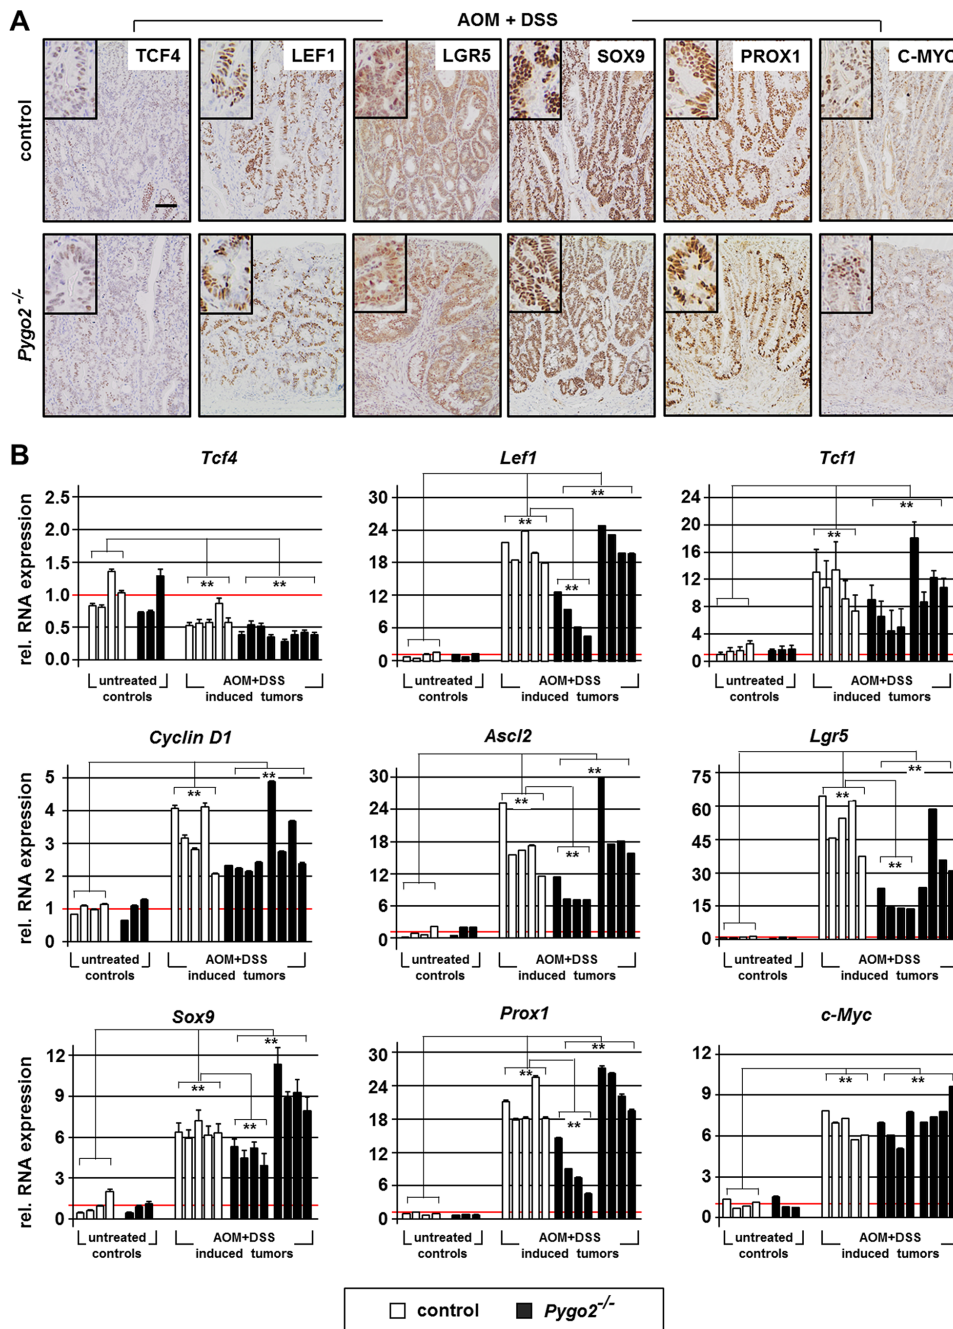 A
AOM + DSS
TCF4
LEF1
LGR5
SOX9
PROX1
C-MYC
control
Pygo2-/-
B
Tcf4
rel. RNA expression
2.5
2.0
1.5
1.0
0.5
0.0
** **
untreated controls
AOM+DSS induced tumors
Lef1
30
24
18
12
6
0
**
**
**
untreated controls
AOM+DSS induced tumors
Tcf1
24
20
16
12
8
4
0
**
**
untreated controls
AOM+DSS induced tumors
Cyclin D1
rel. RNA expression
5
4
3
2
1
0
**
**
untreated controls
AOM+DSS induced tumors
Ascl2
30
24
18
12
6
0
**
**
**
untreated controls
AOM+DSS induced tumors
Lgr5
75
60
45
30
15
0
**
**
**
untreated controls
AOM+DSS induced tumors
Sox9
rel. RNA expression
12
9
6
3
0
**
**
**
untreated controls
AOM+DSS induced tumors
Prox1
30
24
18
12
6
0
**
**
**
untreated controls
AOM+DSS induced tumors
c-Myc
12
9
6
3
0
** **
untreated controls
AOM+DSS induced tumors
control
Pygo2-/-